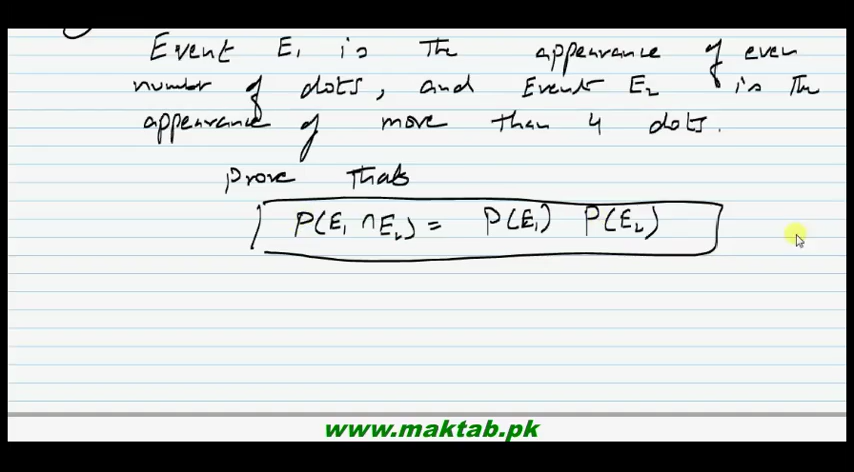 Event E₁ is the appearance of even
number of dots, and Event E₂ is the
appearance of more than 4 dots.
Prove that
P(E₁ ∩ E₂) = P(E₁) P(E₂)
www.maktab.pk